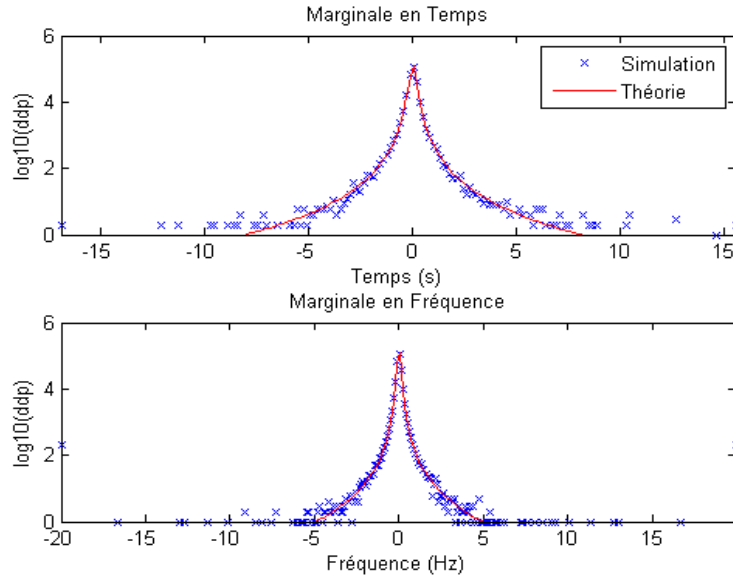 Marginale en Temps
6
4
2
0
log10(ddp)
Simulation
Théorie
-15
-10
-5
0
5
10
15
Temps (s)
Marginale en Fréquence
6
4
2
0
log10(ddp)
-20
-15
-10
-5
0
5
10
15
Fréquence (Hz)